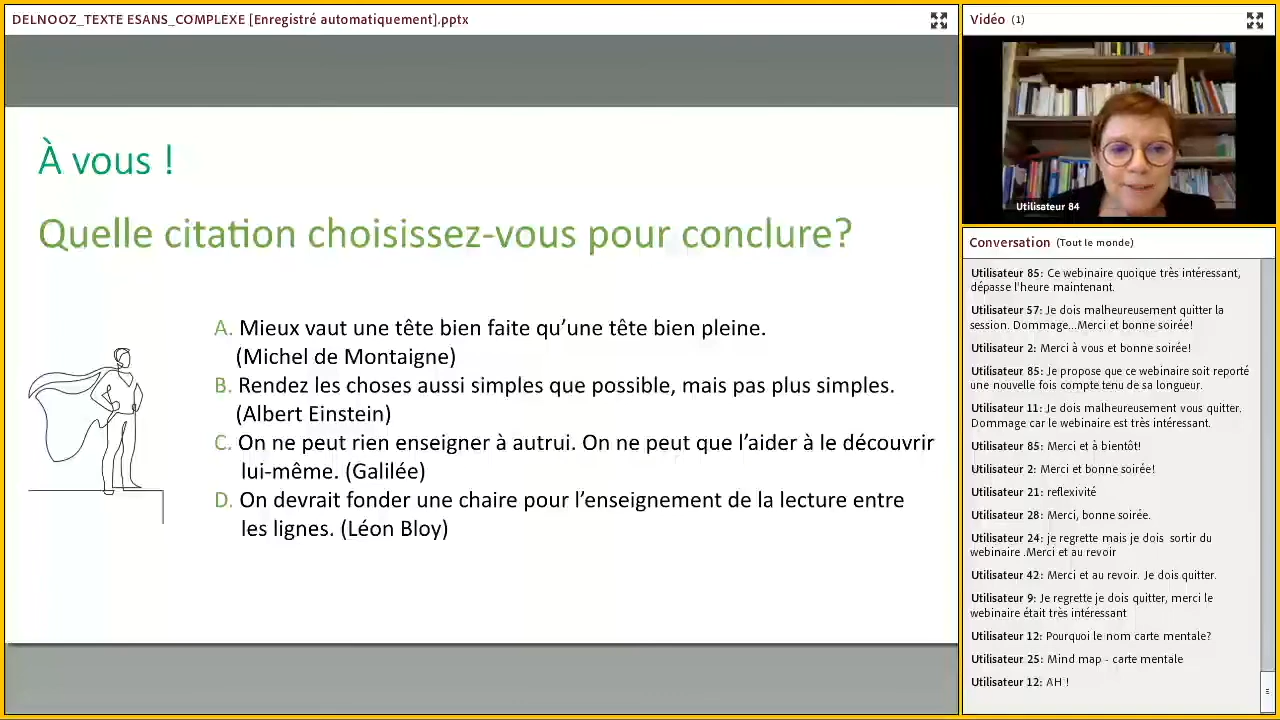 DELNOOZ_TEXTE ESANS_COMPLEXE [Enregistré automatiquement].pptx
À vous !
Quelle citation choisissez-vous pour conclure?
A. Mieux vaut une tête bien faite qu’une tête bien pleine.
(Michel de Montaigne)
B. Rendez les choses aussi simples que possible, mais pas plus simples.
(Albert Einstein)
C. On ne peut rien enseigner à autrui. On ne peut que l’aider à le découvrir
lui-même. (Galilée)
D. On devrait fonder une chaire pour l’enseignement de la lecture entre
les lignes. (Léon Bloy)
Vidéo (1)
Utilisateur 84
Conversation (Tout le monde)
Utilisateur 85: Ce webinaire quoique très intéressant,
dépasse l'heure maintenant.
Utilisateur 57: Je dois malheureusement quitter la
session. Dommage...Merci et bonne soirée!
Utilisateur 2: Merci à vous et bonne soirée!
Utilisateur 85: Je propose que ce webinaire soit reporté
une nouvelle fois compte tenu de sa longueur.
Utilisateur 11: Je dois malheureusement vous quitter.
Dommage car le webinaire est très intéressant.
Utilisateur 85: Merci et à bientôt!
Utilisateur 2: Merci et bonne soirée!
Utilisateur 21: reflexivité
Utilisateur 28: Merci, bonne soirée.
Utilisateur 24: je regrette mais je dois sortir du
webinaire .Merci et au revoir
Utilisateur 42: Merci et au revoir. Je dois quitter.
Utilisateur 9: Je regrette je dois quitter, merci le
webinaire était très intéressant
Utilisateur 12: Pourquoi le nom carte mentale?
Utilisateur 25: Mind map - carte mentale
Utilisateur 12: AH !